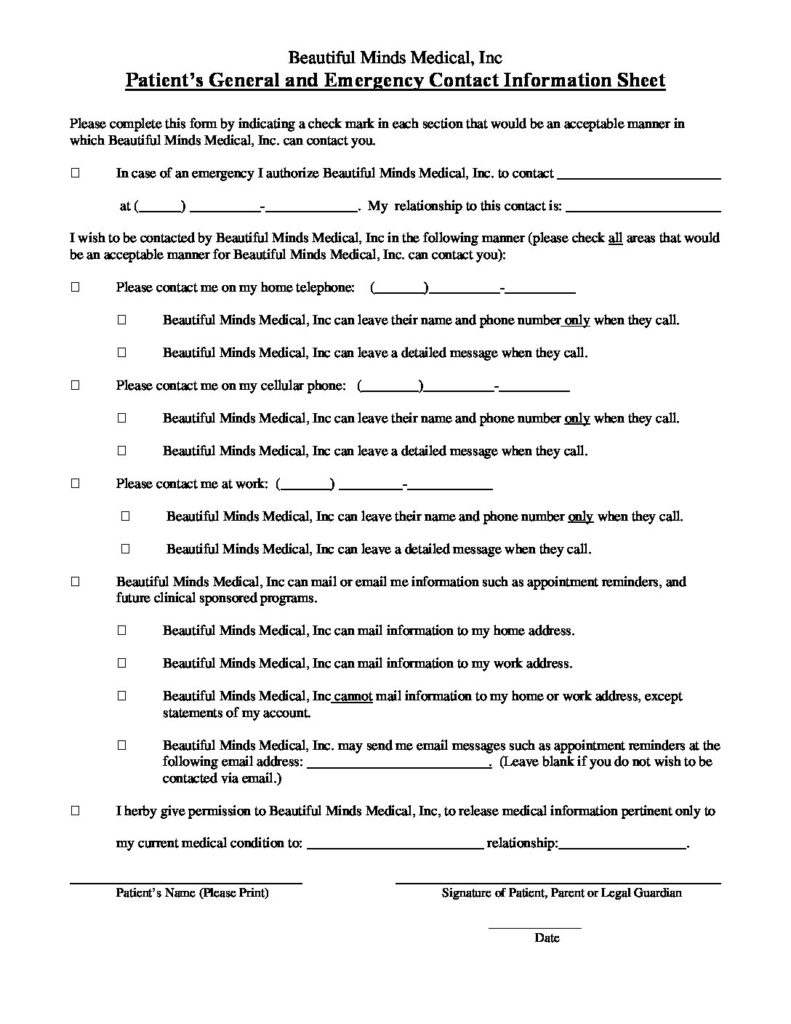 Beautiful Minds Medical, Inc
Patient's General and Emergency Contact Information Sheet
Please complete this form by indicating a check mark in each section that would be an acceptable manner in
which Beautiful Minds Medical, Inc. can contact you.
☐ In case of an emergency I authorize Beautiful Minds Medical, Inc. to contact _______________________
at (______) __________-_____________. My relationship to this contact is: ______________________
I wish to be contacted by Beautiful Minds Medical, Inc in the following manner (please check all areas that would
be an acceptable manner for Beautiful Minds Medical, Inc. can contact you):
☐ Please contact me on my home telephone: (_______)__________-__________
☐ Beautiful Minds Medical, Inc can leave their name and phone number only when they call.
☐ Beautiful Minds Medical, Inc can leave a detailed message when they call.
☐ Please contact me on my cellular phone: (________)__________-__________
☐ Beautiful Minds Medical, Inc can leave their name and phone number only when they call.
☐ Beautiful Minds Medical, Inc can leave a detailed message when they call.
☐ Please contact me at work: (_______) _________-____________
☐ Beautiful Minds Medical, Inc can leave their name and phone number only when they call.
☐ Beautiful Minds Medical, Inc can leave a detailed message when they call.
☐ Beautiful Minds Medical, Inc can mail or email me information such as appointment reminders, and
future clinical sponsored programs.
☐ Beautiful Minds Medical, Inc can mail information to my home address.
☐ Beautiful Minds Medical, Inc can mail information to my work address.
☐ Beautiful Minds Medical, Inc cannot mail information to my home or work address, except
statements of my account.
☐ Beautiful Minds Medical, Inc. may send me email messages such as appointment reminders at the
following email address: __________________________. (Leave blank if you do not wish to be
contacted via email.)
☐ I herby give permission to Beautiful Minds Medical, Inc, to release medical information pertinent only to
my current medical condition to: _________________________ relationship:__________________.
Patient's Name (Please Print) Signature of Patient, Parent or Legal Guardian
Date